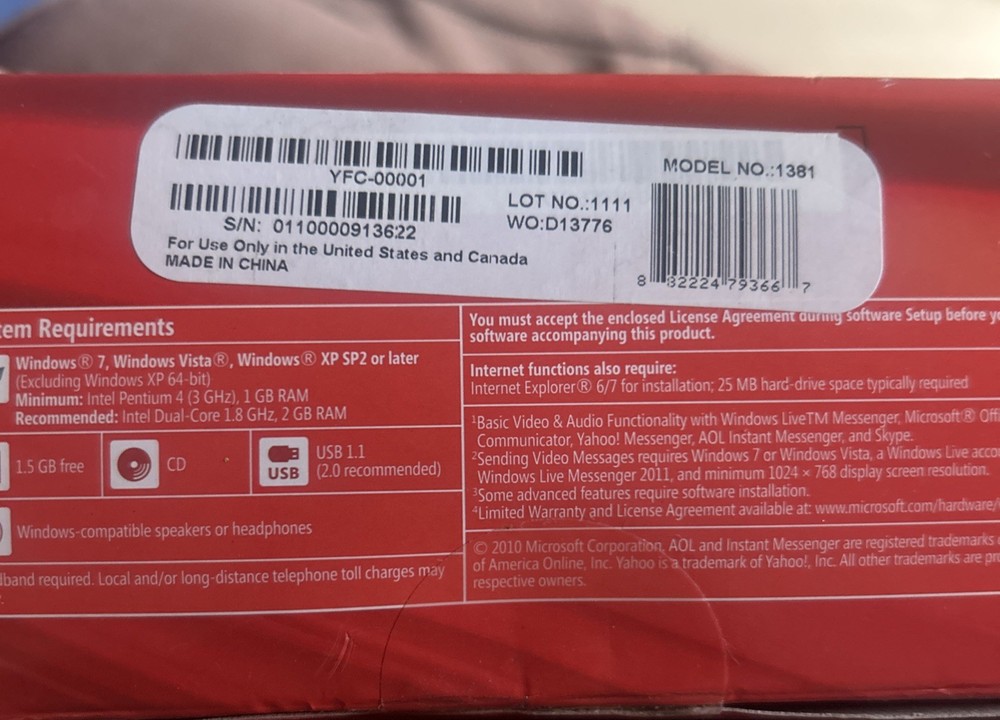 YFC-00001
MODEL NO.:1381
LOT NO.:1111
S/N: 0110000913622
WO:D13776
For Use Only in the United States and Canada
MADE IN CHINA
8 82224 79366 7
tem Requirements
Windows® 7, Windows Vista®, Windows® XP SP2 or later
(Excluding Windows XP 64-bit)
Minimum: Intel Pentium 4 (3 GHz), 1 GB RAM
Recommended: Intel Dual-Core 1.8 GHz, 2 GB RAM
1.5 GB free
CD
USB
USB 1.1
(2.0 recommended)
Windows-compatible speakers or headphones
dband required. Local and/or long-distance telephone toll charges may
You must accept the enclosed License Agreement during software Setup before y
software accompanying this product.
Internet functions also require:
Internet Explorer® 6/7 for installation; 25 MB hard-drive space typically required
¹Basic Video & Audio Functionality with Windows LiveTM Messenger, Microsoft® Off
Communicator, Yahoo! Messenger, AOL Instant Messenger, and Skype.
²Sending Video Messages requires Windows 7 or Windows Vista, a Windows Live acco
Windows Live Messenger 2011, and minimum 1024 × 768 display screen resolution.
³Some advanced features require software installation.
⁴Limited Warranty and License Agreement available at: www.microsoft.com/hardware/
© 2010 Microsoft Corporation. AOL and Instant Messenger are registered trademarks
of America Online, Inc. Yahoo is a trademark of Yahoo!, Inc. All other trademarks are pr
respective owners.